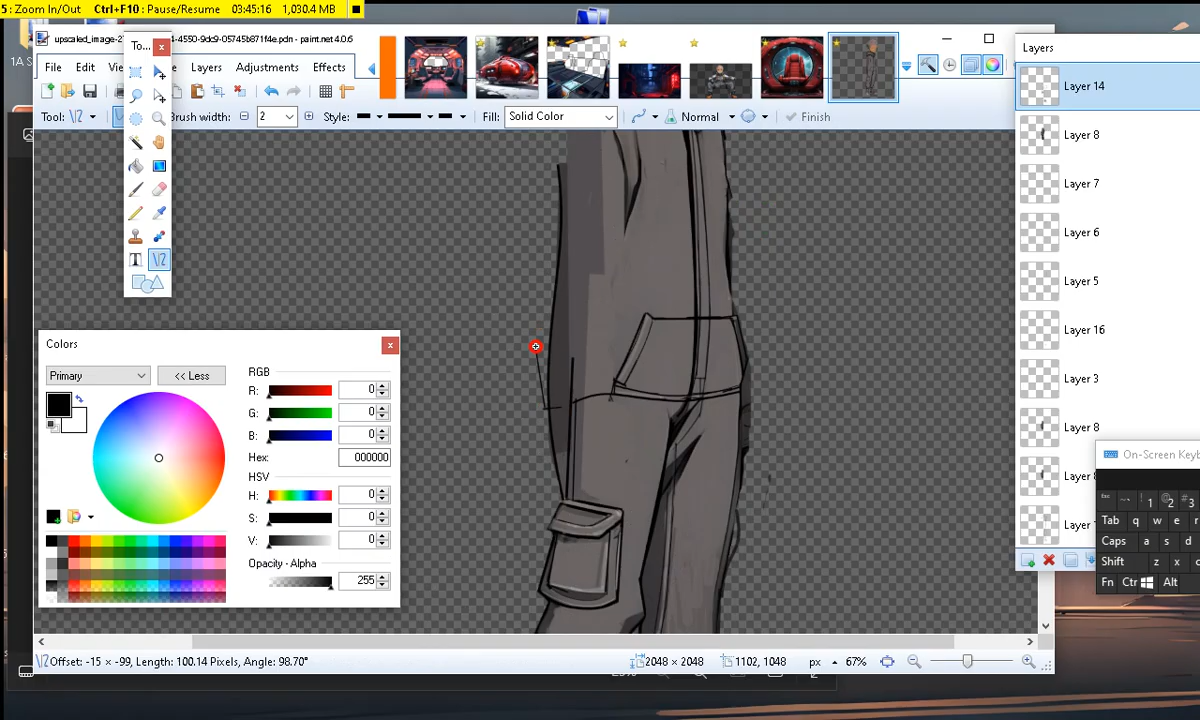 5: Zoom In/Out Ctrl+F10 : Pause/Resume 03:45:16 1,030.4 MB
To...
4-4550-9dc9-05745b871f4e.pdn - paint.net 4.0.6
Layers
File Edit Layers Adjustments Effects
Tool: Brush width: 2 Style: Fill: Solid Color Normal Finish
Layer 14
Layer 8
Layer 7
Layer 6
Layer 5
Layer 16
Layer 3
Layer 8
Colors
Primary << Less
RGB
R: 0
G: 0
B: 0
Hex: 000000
HSV
H: 0
S: 0
V: 0
Opacity - Alpha
255
On-Screen Keyb
Esc 1 2 3
Tab q w e r
Caps a s d
Shift z x c
Fn Ctrl Alt
Offset: -15 × -99, Length: 100.14 Pixels, Angle: 98.70° 2048 × 2048 1102, 1048 px 67%